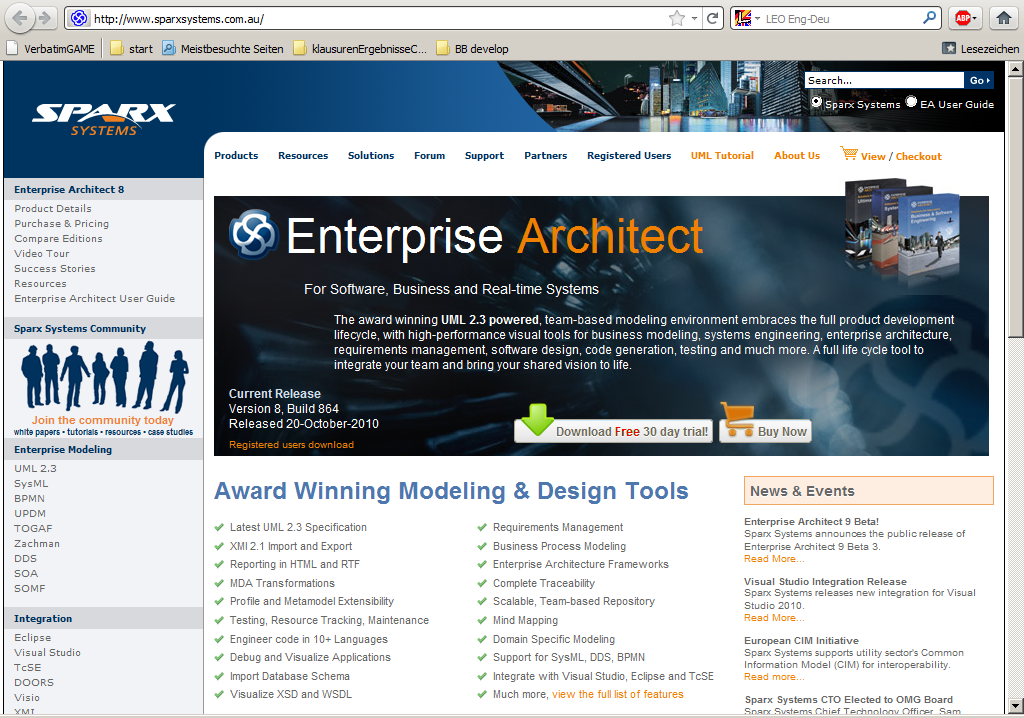 http://www.sparxsystems.com.au/
LEO Eng-Deu
ABP
VerbatimGAME
start
Meistbesuchte Seiten
klausurenErgebnisseC...
BB develop
Lesezeichen
SPARX
SYSTEMS
Search...
Go
Sparx Systems
EA User Guide
Products
Resources
Solutions
Forum
Support
Partners
Registered Users
UML Tutorial
About Us
View / Checkout
Enterprise Architect 8
Product Details
Purchase & Pricing
Compare Editions
Video Tour
Success Stories
Resources
Enterprise Architect User Guide
Sparx Systems Community
Join the community today
white papers • tutorials • resources • case studies
Enterprise Modeling
UML 2.3
SysML
BPMN
UPDM
TOGAF
Zachman
DDS
SOA
SOMF
Integration
Eclipse
Visual Studio
TcSE
DOORS
Visio
XMI
Enterprise Architect
For Software, Business and Real-time Systems
The award winning UML 2.3 powered, team-based modeling environment embraces the full product development
lifecycle, with high-performance visual tools for business modeling, systems engineering, enterprise architecture,
requirements management, software design, code generation, testing and much more. A full life cycle tool to
integrate your team and bring your shared vision to life.
Current Release
Version 8, Build 864
Released 20-October-2010
Registered users download
Download Free 30 day trial!
Buy Now
Business & Software
Engineering
Award Winning Modeling & Design Tools
Latest UML 2.3 Specification
XMI 2.1 Import and Export
Reporting in HTML and RTF
MDA Transformations
Profile and Metamodel Extensibility
Testing, Resource Tracking, Maintenance
Engineer code in 10+ Languages
Debug and Visualize Applications
Import Database Schema
Visualize XSD and WSDL
Requirements Management
Business Process Modeling
Enterprise Architecture Frameworks
Complete Traceability
Scalable, Team-based Repository
Mind Mapping
Domain Specific Modeling
Support for SysML, DDS, BPMN
Integrate with Visual Studio, Eclipse and TcSE
Much more, view the full list of features
News & Events
Enterprise Architect 9 Beta!
Sparx Systems announces the public release of
Enterprise Architect 9 Beta 3.
Read More...
Visual Studio Integration Release
Sparx Systems releases new integration for Visual
Studio 2010.
Read More...
European CIM Initiative
Sparx Systems supports utility sector's Common
Information Model (CIM) for interoperability.
Read more...
Sparx Systems CTO Elected to OMG Board
Sparx Systems Chief Technology Officer, Sam